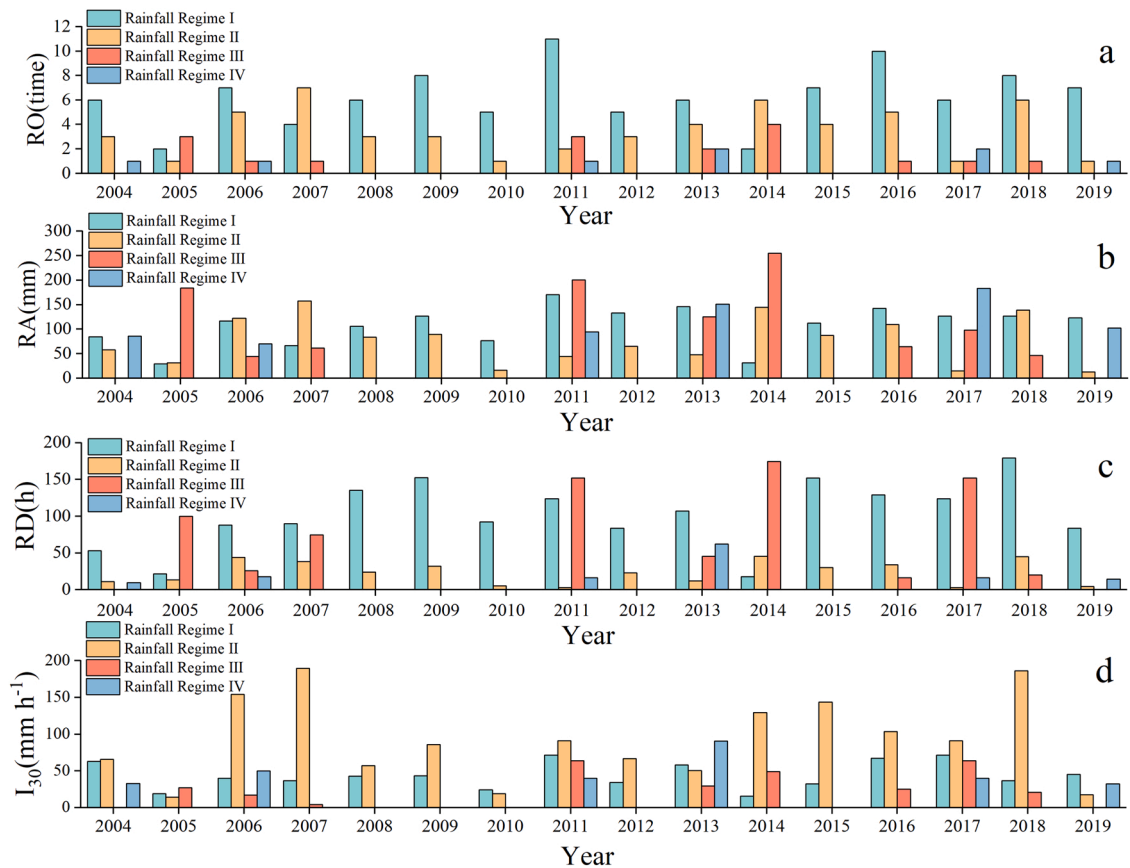 Rainfall Regime I
Rainfall Regime II
Rainfall Regime III
Rainfall Regime IV
a
RO(time)
12
10
8
6
4
2
0
2004 2005 2006 2007 2008 2009 2010 2011 2012 2013 2014 2015 2016 2017 2018 2019
Year
Rainfall Regime I
Rainfall Regime II
Rainfall Regime III
Rainfall Regime IV
b
RA(mm)
300
250
200
150
100
50
0
2004 2005 2006 2007 2008 2009 2010 2011 2012 2013 2014 2015 2016 2017 2018 2019
Year
Rainfall Regime I
Rainfall Regime II
Rainfall Regime III
Rainfall Regime IV
c
RD(h)
200
150
100
50
0
2004 2005 2006 2007 2008 2009 2010 2011 2012 2013 2014 2015 2016 2017 2018 2019
Year
Rainfall Regime I
Rainfall Regime II
Rainfall Regime III
Rainfall Regime IV
d
I₃₀(mm h⁻¹)
200
150
100
50
0
2004 2005 2006 2007 2008 2009 2010 2011 2012 2013 2014 2015 2016 2017 2018 2019
Year